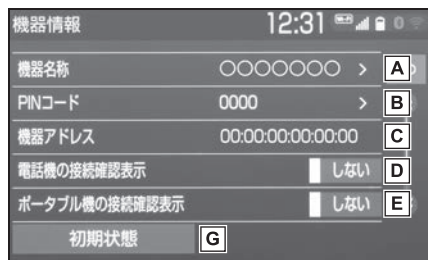 機器情報 12:31 0
機器名称 ○○○○○○○ > A
PINコード 0000 > B
機器アドレス 00:00:00:00:00:00 C
電話機の接続確認表示 しない D
ポータブル機の接続確認表示 しない E
初期状態 G